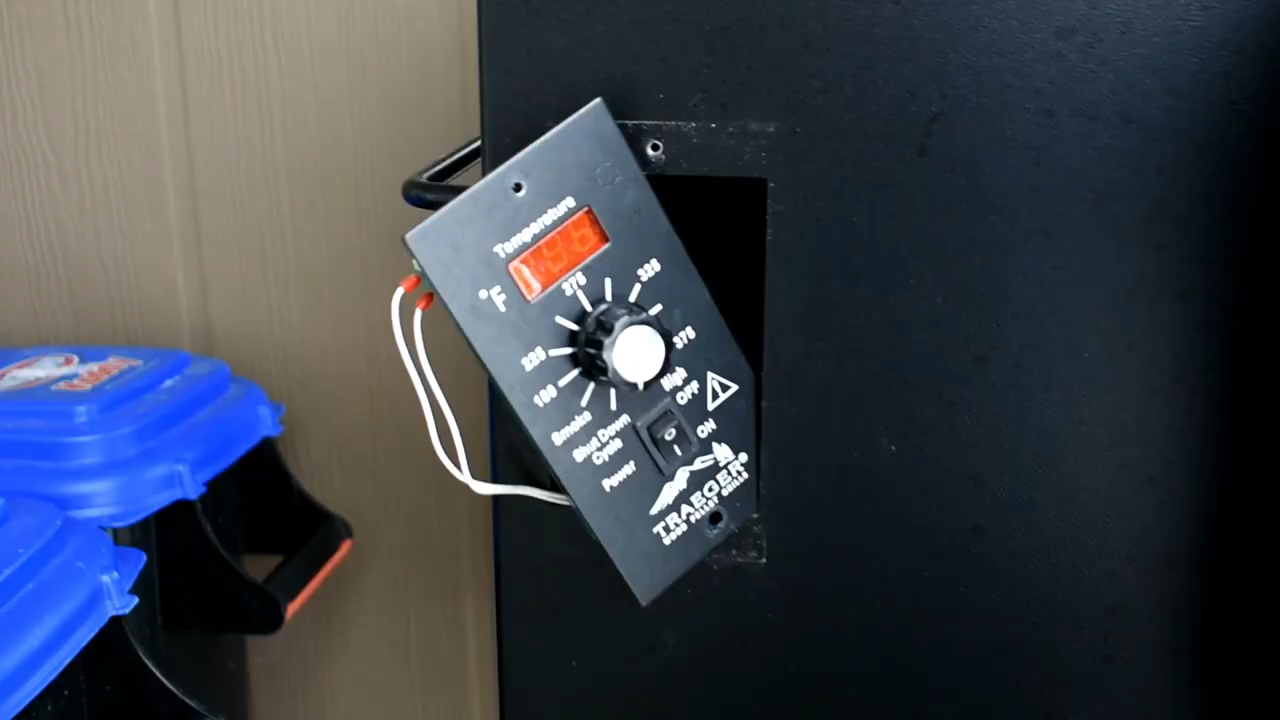 Temperature
°F
275
325
225
375
180
High
Smoke
OFF
Shut Down
Cycle
ON
Power
O
I
TRAEGER®
WOOD PELLET GRILLS